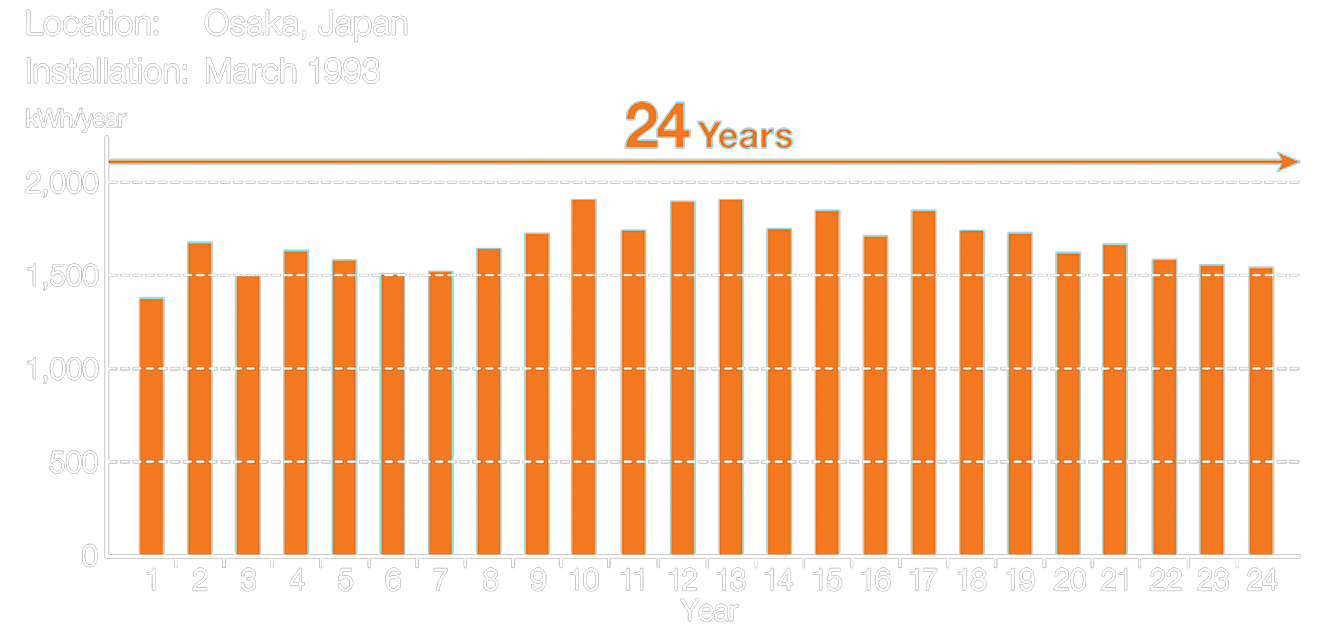 Location: Osaka, Japan
Installation: March 1993
kWh/year
24 Years
2,000
1,500
1,000
500
0
1 2 3 4 5 6 7 8 9 10 11 12 13 14 15 16 17 18 19 20 21 22 23 24
Year